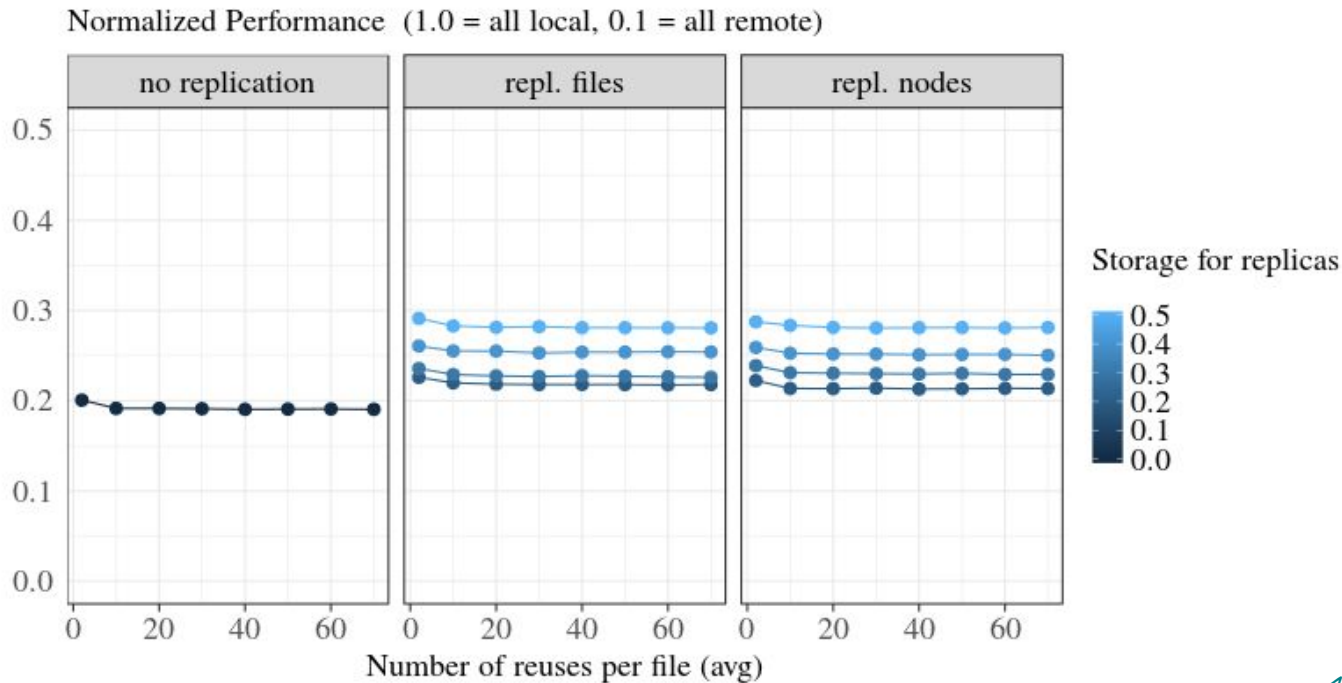 Normalized Performance (1.0 = all local, 0.1 = all remote)
no replication
repl. files
repl. nodes
0.5
0.4
0.3
0.2
0.1
0.0
0 20 40 60
0 20 40 60
0 20 40 60
Number of reuses per file (avg)
Storage for replicas
0.5
0.4
0.3
0.2
0.1
0.0